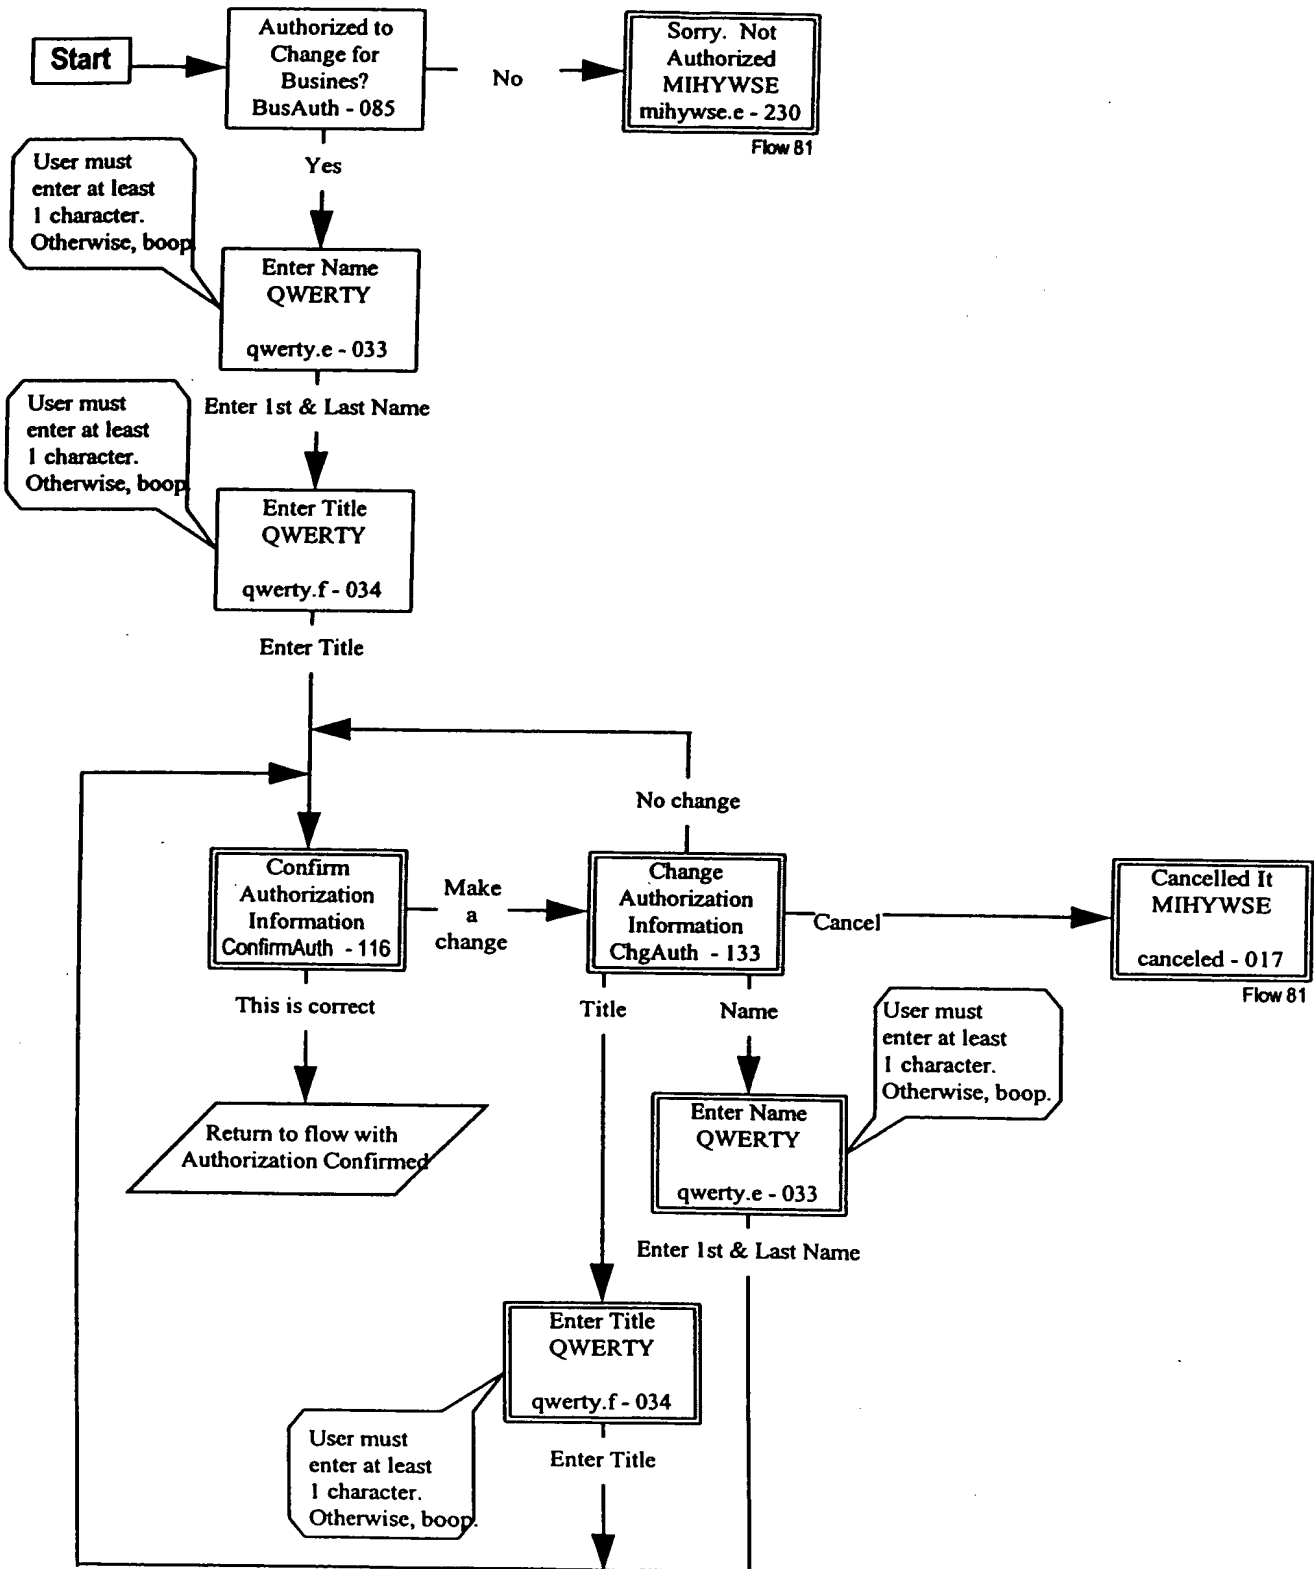 Start
Authorized to
Change for
Busines?
BusAuth - 085
No
Sorry. Not
Authorized
MIHYWSE
mihywse.e - 230
Flow 81
Yes
User must
enter at least
1 character.
Otherwise, boop.
Enter Name
QWERTY
qwerty.e - 033
Enter 1st & Last Name
User must
enter at least
1 character.
Otherwise, boop.
Enter Title
QWERTY
qwerty.f - 034
Enter Title
No change
Confirm
Authorization
Information
ConfirmAuth - 116
Make
a
change
Change
Authorization
Information
ChgAuth - 133
Cancel
Cancelled It
MIHYWSE
canceled - 017
Flow 81
This is correct
Title
Name
User must
enter at least
1 character.
Otherwise, boop.
Return to flow with
Authorization Confirmed
Enter Name
QWERTY
qwerty.e - 033
Enter 1st & Last Name
Enter Title
QWERTY
qwerty.f - 034
User must
enter at least
1 character.
Otherwise, boop.
Enter Title